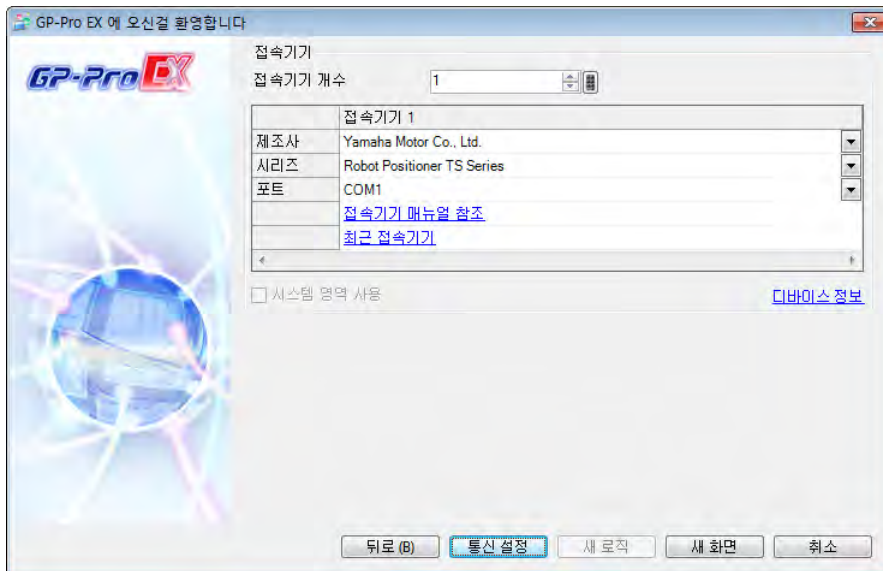 GP-Pro EX 에 오신걸 환영합니다
GP-Pro EX
접속기기
접속기기 개수 1
접속기기 1
제조사 Yamaha Motor Co., Ltd.
시리즈 Robot Positioner TS Series
포트 COM1
접속기기 매뉴얼 참조
최근 접속기기
시스템 영역 사용 디바이스 정보
뒤로 (B) 통신 설정 새 로직 새 화면 취소